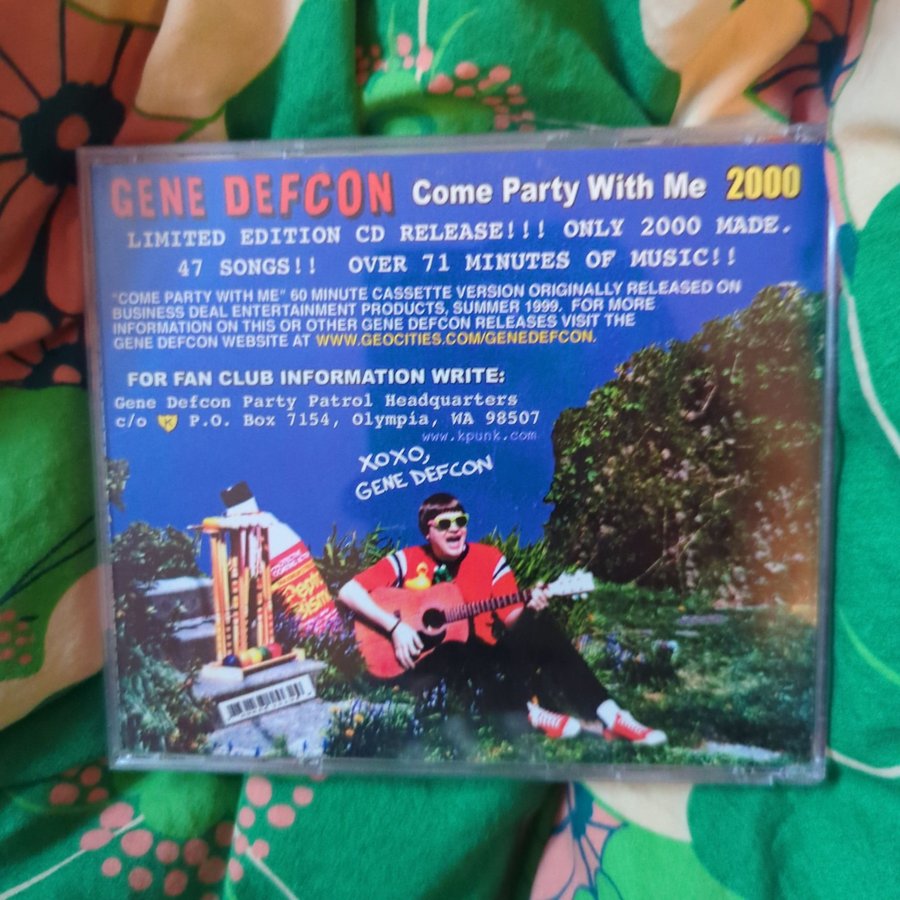 GENE DEFCON Come Party With Me 2000
LIMITED EDITION CD RELEASE!!! ONLY 2000 MADE.
47 SONGS!! OVER 71 MINUTES OF MUSIC!!
"COME PARTY WITH ME" 60 MINUTE CASSETTE VERSION ORIGINALLY RELEASED ON
BUSINESS DEAL ENTERTAINMENT PRODUCTS, SUMMER 1999. FOR MORE
INFORMATION ON THIS OR OTHER GENE DEFCON RELEASES VISIT THE
GENE DEFCON WEBSITE AT WWW.GEOCITIES.COM/GENEDEFCON.
FOR FAN CLUB INFORMATION WRITE:
Gene Defcon Party Patrol Headquarters
c/o K P.O. Box 7154, Olympia, WA 98507
www.kpunk.com
XOXO,
GENE DEFCON